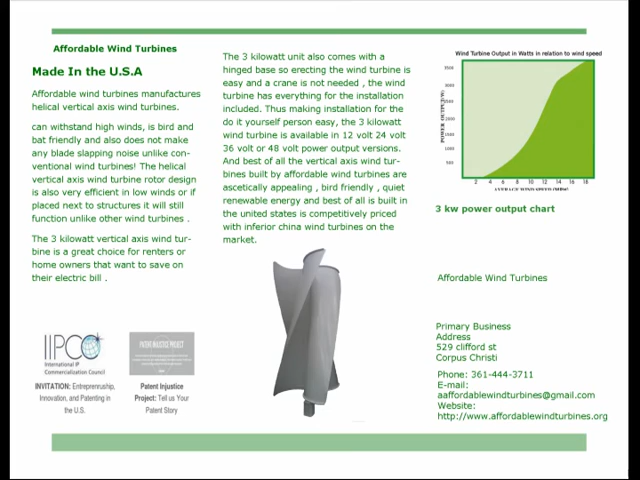 Affordable Wind Turbines
Made In the U.S.A
Affordable wind turbines manufactures
helical vertical axis wind turbines.
can withstand high winds, is bird and
bat friendly and also does not make
any blade slapping noise unlike con-
ventional wind turbines! The helical
vertical axis wind turbine rotor design
is also very efficient in low winds or if
placed next to structures it will still
function unlike other wind turbines .
The 3 kilowatt vertical axis wind tur-
bine is a great choice for renters or
home owners that want to save on
their electric bill .
IIPCC
International IP
Commercialization Council
INVITATION: Entreprenruship,
Innovation, and Patenting in
the U.S.
PATENT INJUSTICE PROJECT
Patent Injustice
Project: Tell us Your
Patent Story
The 3 kilowatt unit also comes with a
hinged base so erecting the wind turbine is
easy and a crane is not needed , the wind
turbine has everything for the installation
included. Thus making installation for the
do it yourself person easy, the 3 kilowatt
wind turbine is available in 12 volt 24 volt
36 volt or 48 volt power output versions.
And best of all the vertical axis wind tur-
bines built by affordable wind turbines are
ascetically appealing , bird friendly , quiet
renewable energy and best of all is built in
the united states is competitively priced
with inferior china wind turbines on the
market.
Wind Turbine Output in Watts in relation to wind speed
POWER OUTPUT(W)
3500
3000
2500
2000
1500
1000
500
2 4 6 8 10 12 14 16 18
AVERAGE WIND SPEED (MPH)
3 kw power output chart
Affordable Wind Turbines
Primary Business
Address
529 clifford st
Corpus Christi
Phone: 361-444-3711
E-mail:
aaffordablewindturbines@gmail.com
Website:
http://www.affordablewindturbines.org